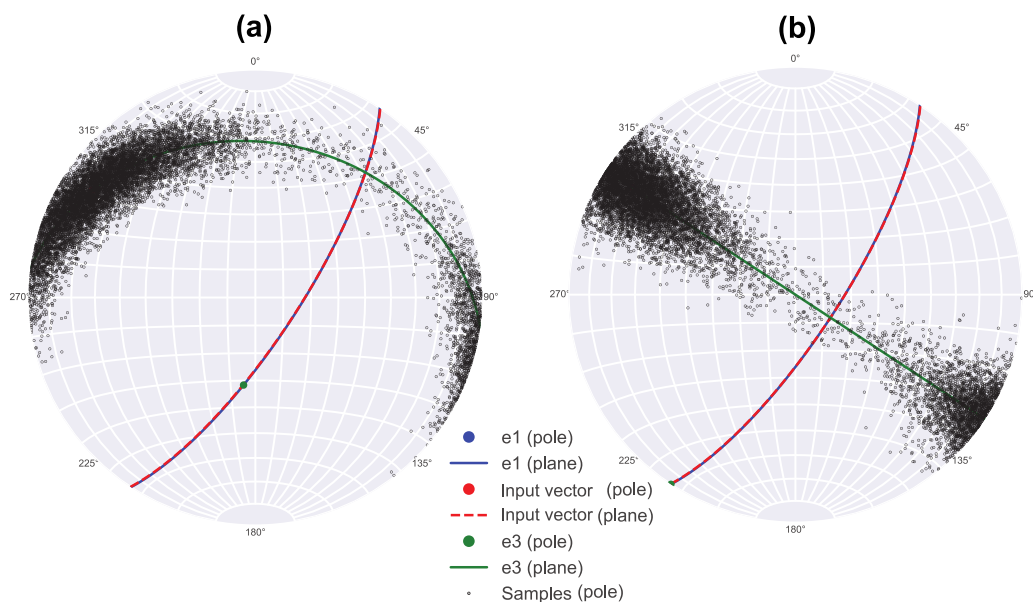 (a)
(b)
0°
0°
315°
45°
315°
45°
270°
90°
270°
90
225°
135°
225°
135°
180°
180°
e1 (pole)
e1 (plane)
Input vector (pole)
Input vector (plane)
e3 (pole)
e3 (plane)
Samples (pole)